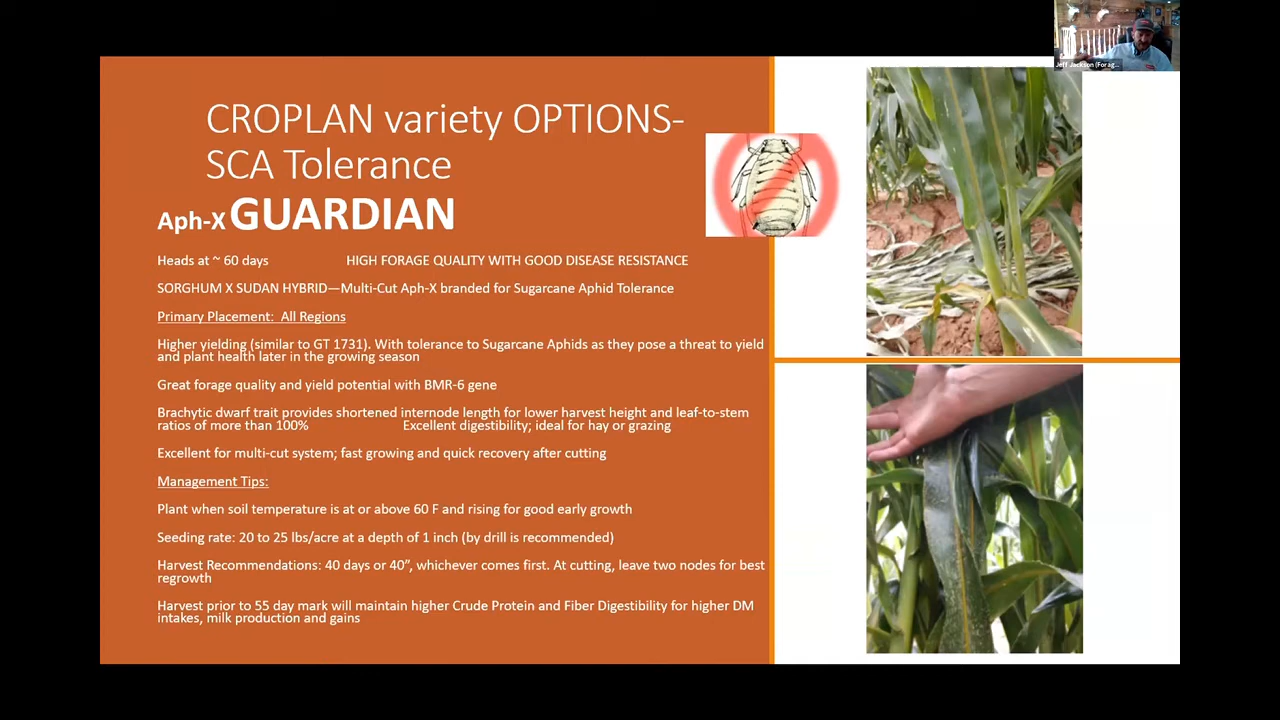 Jeff Jackson (Forag...
CROPLAN variety OPTIONS-
SCA Tolerance
Aph-X GUARDIAN
Heads at ~ 60 days HIGH FORAGE QUALITY WITH GOOD DISEASE RESISTANCE
SORGHUM X SUDAN HYBRID—Multi-Cut Aph-X branded for Sugarcane Aphid Tolerance
Primary Placement: All Regions
Higher yielding (similar to GT 1731). With tolerance to Sugarcane Aphids as they pose a threat to yield
and plant health later in the growing season
Great forage quality and yield potential with BMR-6 gene
Brachytic dwarf trait provides shortened internode length for lower harvest height and leaf-to-stem
ratios of more than 100% Excellent digestibility; ideal for hay or grazing
Excellent for multi-cut system; fast growing and quick recovery after cutting
Management Tips:
Plant when soil temperature is at or above 60 F and rising for good early growth
Seeding rate: 20 to 25 lbs/acre at a depth of 1 inch (by drill is recommended)
Harvest Recommendations: 40 days or 40”, whichever comes first. At cutting, leave two nodes for best
regrowth
Harvest prior to 55 day mark will maintain higher Crude Protein and Fiber Digestibility for higher DM
intakes, milk production and gains